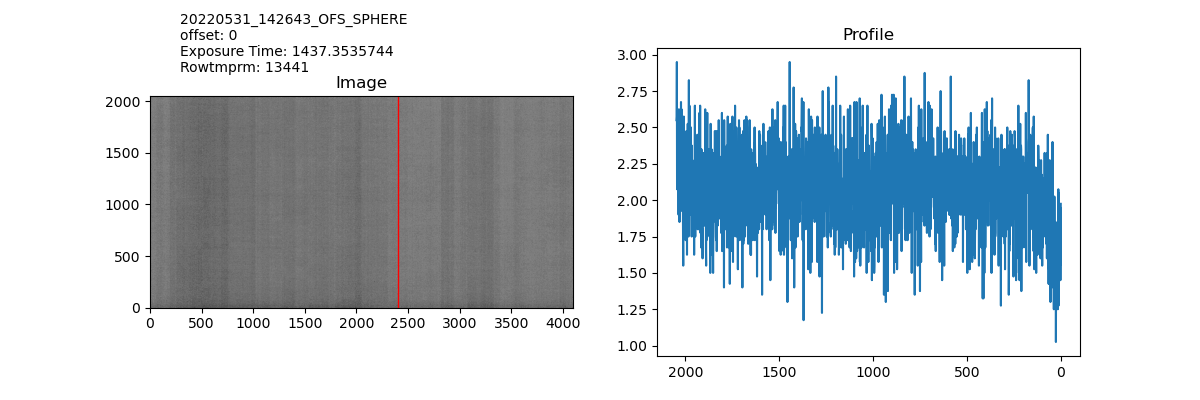 20220531_142643_OFS_SPHERE
offset: 0
Exposure Time: 1437.3535744
Rowtmprm: 13441
Image
2000
1500
1000
500
0
0 500 1000 1500 2000 2500 3000 3500 4000
Profile
3.00
2.75
2.50
2.25
2.00
1.75
1.50
1.25
1.00
2000 1500 1000 500 0